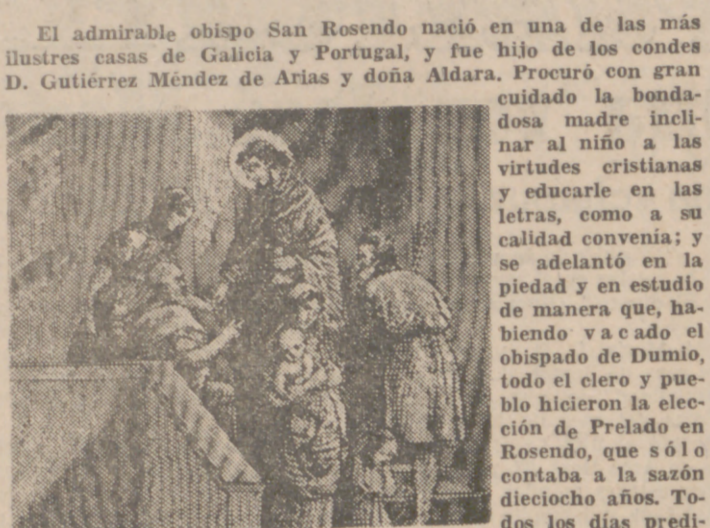 El admirable obispo San Rosendo nació en una de las más
ilustres casas de Galicia y Portugal, y fue hijo de los condes
D. Gutiérrez Méndez de Arias y doña Aldara. Procuró con gran
cuidado la bonda-
dosa madre incli-
nar al niño a las
virtudes cristianas
y educarle en las
letras, como a su
calidad convenía; y
se adelantó en la
piedad y en estudio
de manera que, ha-
biendo vacado el
obispado de Dumio,
todo el clero y pue-
blo hicieron la elec-
ción de Prelado en
Rosendo, que sólo
contaba a la sazón
dieciocho años. To-
dos los días predi-